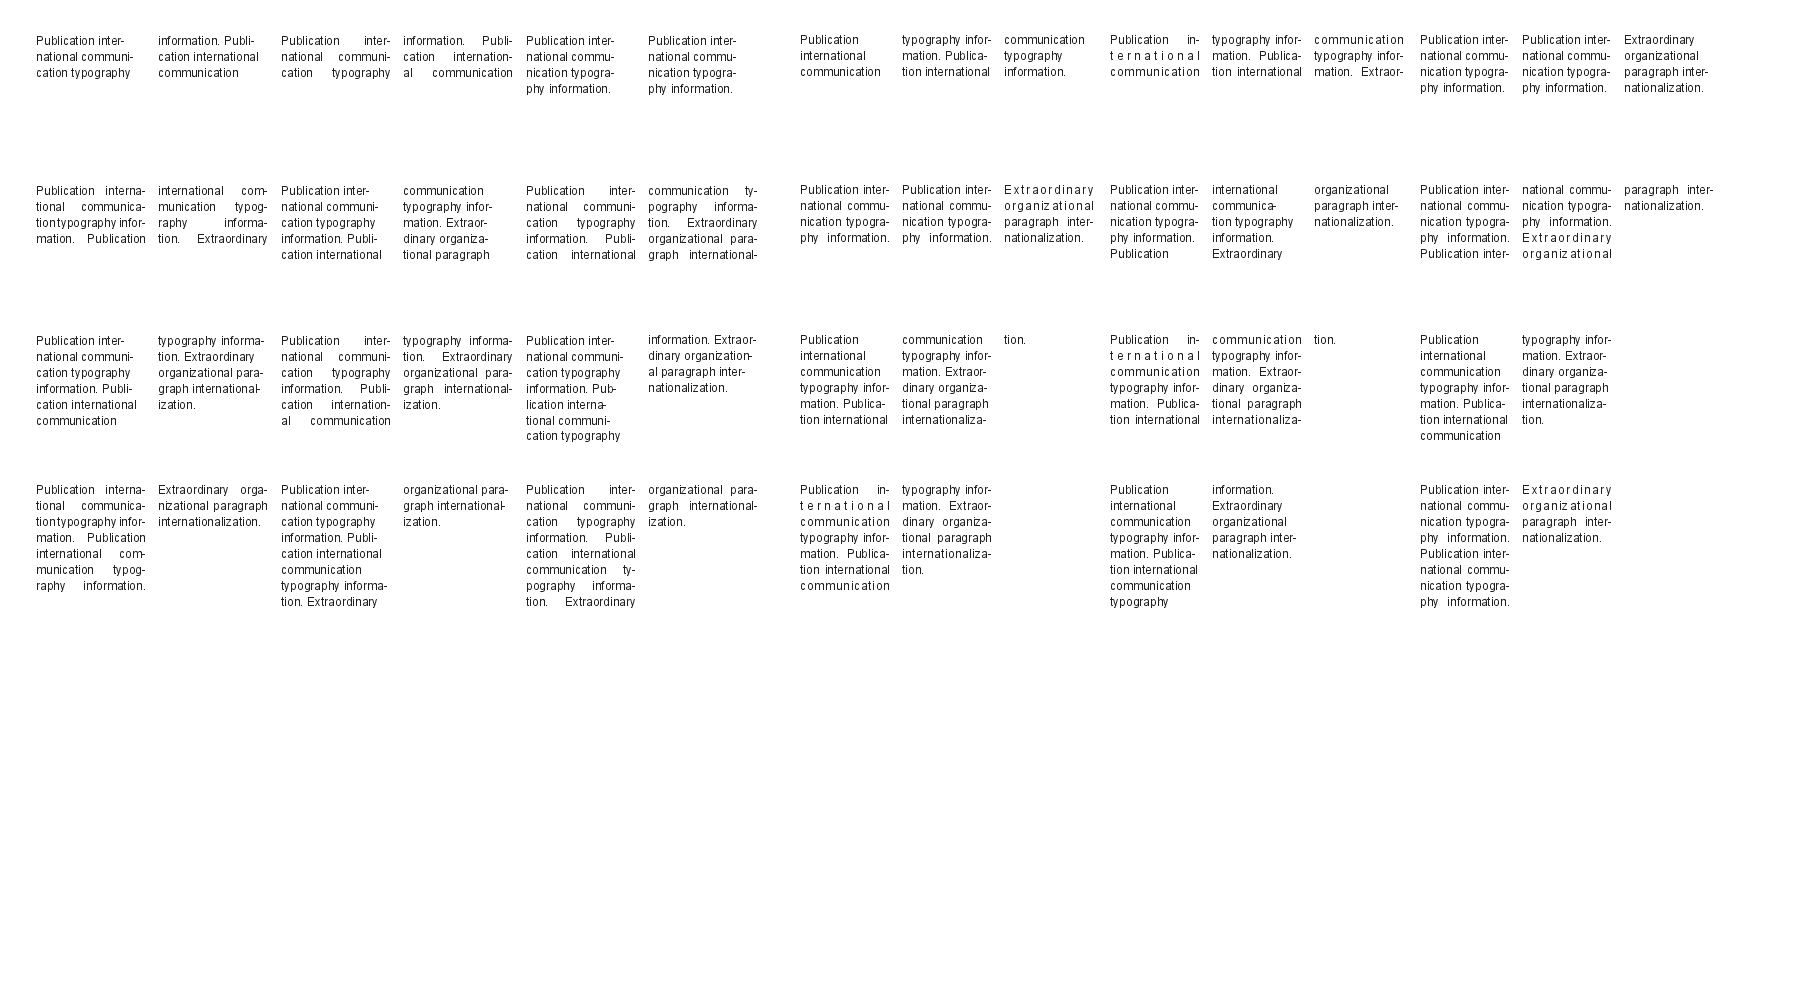 Publication inter-
national communi-
cation typography
information. Publi-
cation international
communication
Publication inter-
national communi-
cation typography
information. Publi-
cation internation-
al communication
Publication inter-
national commu-
nication typogra-
phy information.
Publication inter-
national commu-
nication typogra-
phy information.
Publication
international
communication
typography infor-
mation. Publica-
tion international
communication
typography
information.
Publication in-
ternational
communication
typography infor-
mation. Publica-
tion international
communication
typography infor-
mation. Extraor-
Publication inter-
national commu-
nication typogra-
phy information.
Publication inter-
national commu-
nication typogra-
phy information.
Extraordinary
organizational
paragraph inter-
nationalization.
Publication interna-
tional communica-
tion typography infor-
mation. Publication
international com-
munication typog-
raphy informa-
tion. Extraordinary
Publication inter-
national communi-
cation typography
information. Publi-
cation international
communication
typography infor-
mation. Extraor-
dinary organiza-
tional paragraph
Publication inter-
national communi-
cation typography
information. Publi-
cation international
communication ty-
pography informa-
tion. Extraordinary
organizational para-
graph international-
Publication inter-
national commu-
nication typogra-
phy information.
Publication inter-
national commu-
nication typogra-
phy information.
Extraordinary
organizational
paragraph inter-
nationalization.
Publication inter-
national commu-
nication typogra-
phy information.
Publication
international
communica-
tion typography
information.
Extraordinary
organizational
paragraph inter-
nationalization.
Publication inter-
national commu-
nication typogra-
phy information.
Publication inter-
national commu-
nication typogra-
phy information.
Extraordinary
organizational
paragraph inter-
nationalization.
Publication inter-
national communi-
cation typography
information. Publi-
cation international
communication
typography informa-
tion. Extraordinary
organizational para-
graph international-
ization.
Publication inter-
national communi-
cation typography
information. Publi-
cation internation-
al communication
typography informa-
tion. Extraordinary
organizational para-
graph international-
ization.
Publication inter-
national communi-
cation typography
information. Pub-
lication interna-
tional communi-
cation typography
information. Extraor-
dinary organization-
al paragraph inter-
nationalization.
Publication
international
communication
typography infor-
mation. Publica-
tion international
communication
typography infor-
mation. Extraor-
dinary organiza-
tional paragraph
internationaliza-
tion.
Publication in-
ternational
communication
typography infor-
mation. Publica-
tion international
communication
typography infor-
mation. Extraor-
dinary organiza-
tional paragraph
internationaliza-
tion.
Publication
international
communication
typography infor-
mation. Publica-
tion international
communication
typography infor-
mation. Extraor-
dinary organiza-
tional paragraph
internationaliza-
tion.
Publication interna-
tional communica-
tion typography infor-
mation. Publication
international com-
munication typog-
raphy information.
Extraordinary orga-
nizational paragraph
internationalization.
Publication inter-
national communi-
cation typography
information. Publi-
cation international
communication
typography informa-
tion. Extraordinary
organizational para-
graph international-
ization.
Publication inter-
national communi-
cation typography
information. Publi-
cation international
communication ty-
pography informa-
tion. Extraordinary
organizational para-
graph international-
ization.
Publication in-
ternational
communication
typography infor-
mation. Publica-
tion international
communication
typography infor-
mation. Extraor-
dinary organiza-
tional paragraph
internationaliza-
tion.
Publication
international
communication
typography infor-
mation. Publica-
tion international
communication
typography
information.
Extraordinary
organizational
paragraph inter-
nationalization.
Publication inter-
national commu-
nication typogra-
phy information.
Publication inter-
national commu-
nication typogra-
phy information.
Extraordinary
organizational
paragraph inter-
nationalization.